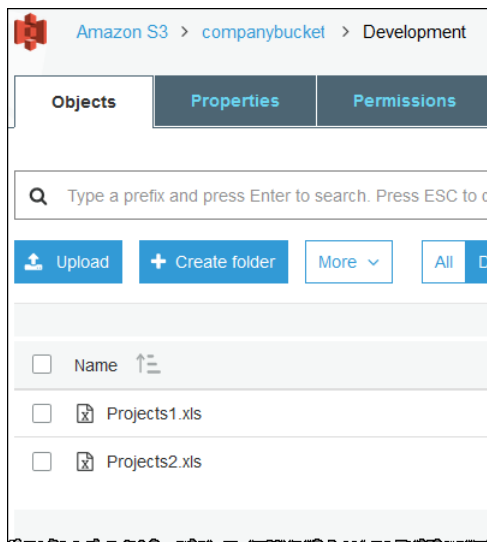 Amazon S3 > companybucket > Development
Objects Properties Permissions
Type a prefix and press Enter to search. Press ESC to
Upload + Create folder More All
Name
Projects1.xls
Projects2.xls